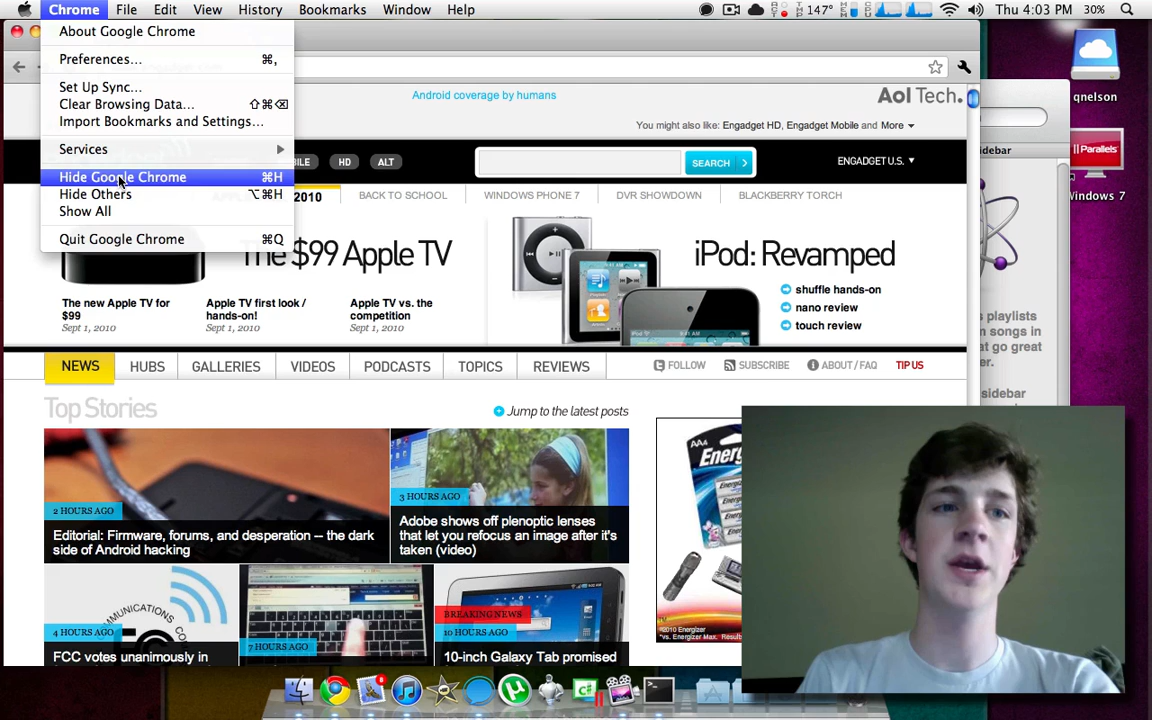 Chrome File Edit View History Bookmarks Window Help
147° Thu 4:03 PM 30%
About Google Chrome
Preferences... ⌘,
Set Up Sync...
Clear Browsing Data... ⇧⌘⌫
Import Bookmarks and Settings...
Services
Hide Google Chrome ⌘H
Hide Others ⌥⌘H
Show All
Quit Google Chrome ⌘Q
qnelson
Parallels
Windows 7
Android coverage by humans
Aol Tech.
You might also like: Engadget HD, Engadget Mobile and More
HD ALT
SEARCH
ENGADGET U.S.
2010 BACK TO SCHOOL WINDOWS PHONE 7 DVR SHOWDOWN BLACKBERRY TORCH
The $99 Apple TV
The new Apple TV for
$99
Sept 1, 2010
Apple TV first look /
hands-on!
Sept 1, 2010
Apple TV vs. the
competition
Sept 1, 2010
iPod: Revamped
shuffle hands-on
nano review
touch review
NEWS HUBS GALLERIES VIDEOS PODCASTS TOPICS REVIEWS
FOLLOW SUBSCRIBE ABOUT / FAQ TIP US
Top Stories
Jump to the latest posts
2 HOURS AGO
Editorial: Firmware, forums, and desperation -- the dark
side of Android hacking
3 HOURS AGO
Adobe shows off plenoptic lenses
that let you refocus an image after it's
taken (video)
4 HOURS AGO
FCC votes unanimously in
7 HOURS AGO
BREAKING NEWS
10 HOURS AGO
10-inch Galaxy Tab promised
playlists
songs in
go great
sidebar